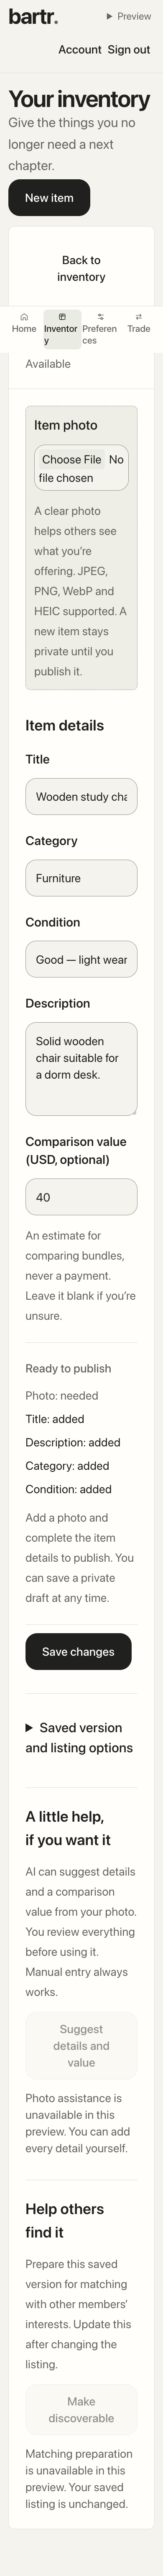 bartr.
▶ Preview
Account Sign out
Your inventory
Give the things you no
longer need a next
chapter.
New item
Back to
inventory
Home
Inventor
y
Preferen
ces
Trade
Available
Item photo
Choose File No
file chosen
A clear photo
helps others see
what you're
offering. JPEG,
PNG, WebP and
HEIC supported. A
new item stays
private until you
publish it.
Item details
Title
Wooden study cha
Category
Furniture
Condition
Good — light wear
Description
Solid wooden
chair suitable for
a dorm desk.
Comparison value
(USD, optional)
40
An estimate for
comparing bundles,
never a payment.
Leave it blank if you're
unsure.
Ready to publish
Photo: needed
Title: added
Description: added
Category: added
Condition: added
Add a photo and
complete the item
details to publish. You
can save a private
draft at any time.
Save changes
▶ Saved version
and listing options
A little help,
if you want it
AI can suggest details
and a comparison
value from your photo.
You review everything
before using it.
Manual entry always
works.
Suggest
details and
value
Photo assistance is
unavailable in this
preview. You can add
every detail yourself.
Help others
find it
Prepare this saved
version for matching
with other members'
interests. Update this
after changing the
listing.
Make
discoverable
Matching preparation
is unavailable in this
preview. Your saved
listing is unchanged.